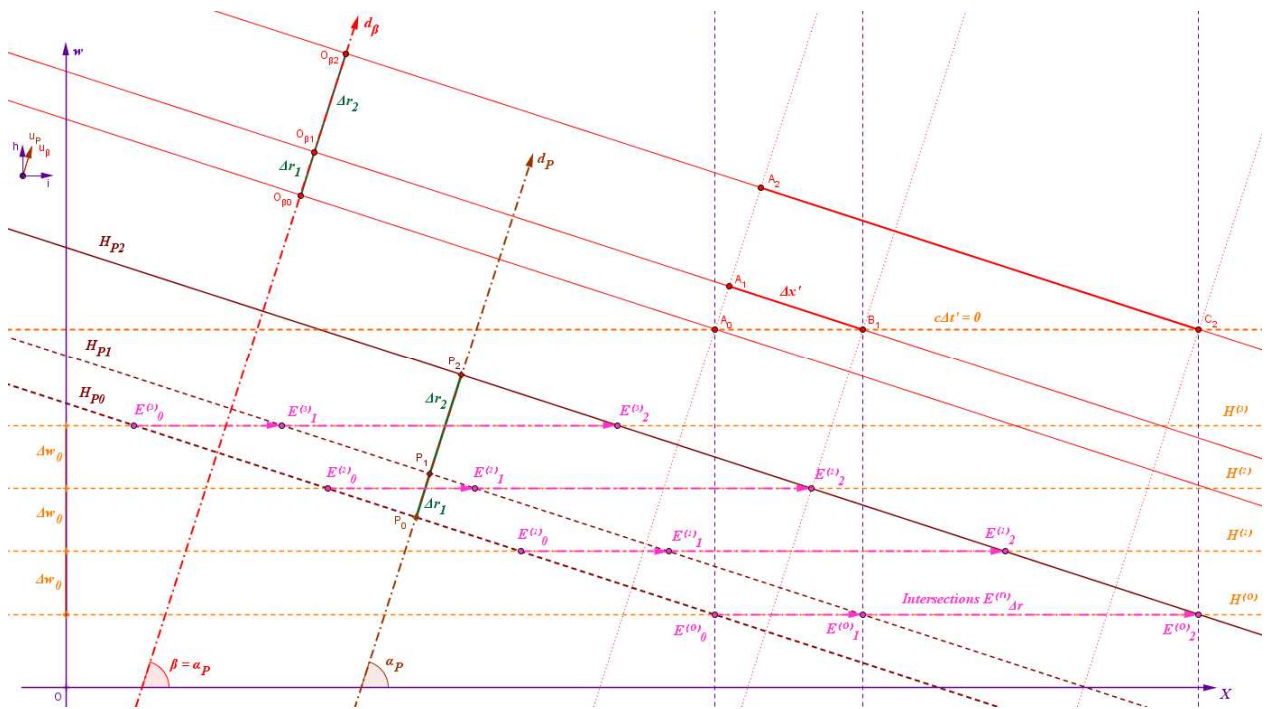 w
d_β
O_β2
Δr_2
O_β1
u_P
h
u_β
i
Δr_1
d_P
O_β0
A_2
H_P2
A_1
Δx'
A_0
cΔt' = 0
B_1
C_2
H_P1
P_2
H_P0
E^(3)_0
E^(3)_1
E^(3)_2
H^(3)
Δr_2
Δw_0
P_1
E^(2)_0
E^(2)_1
E^(2)_2
H^(2)
Δr_1
Δw_0
P_0
E^(1)_0
E^(1)_1
E^(1)_2
H^(1)
Δw_0
Intersections E^(n)_Δr
H^(0)
E^(0)_0
E^(0)_1
E^(0)_2
β = α_P
α_P
O
X